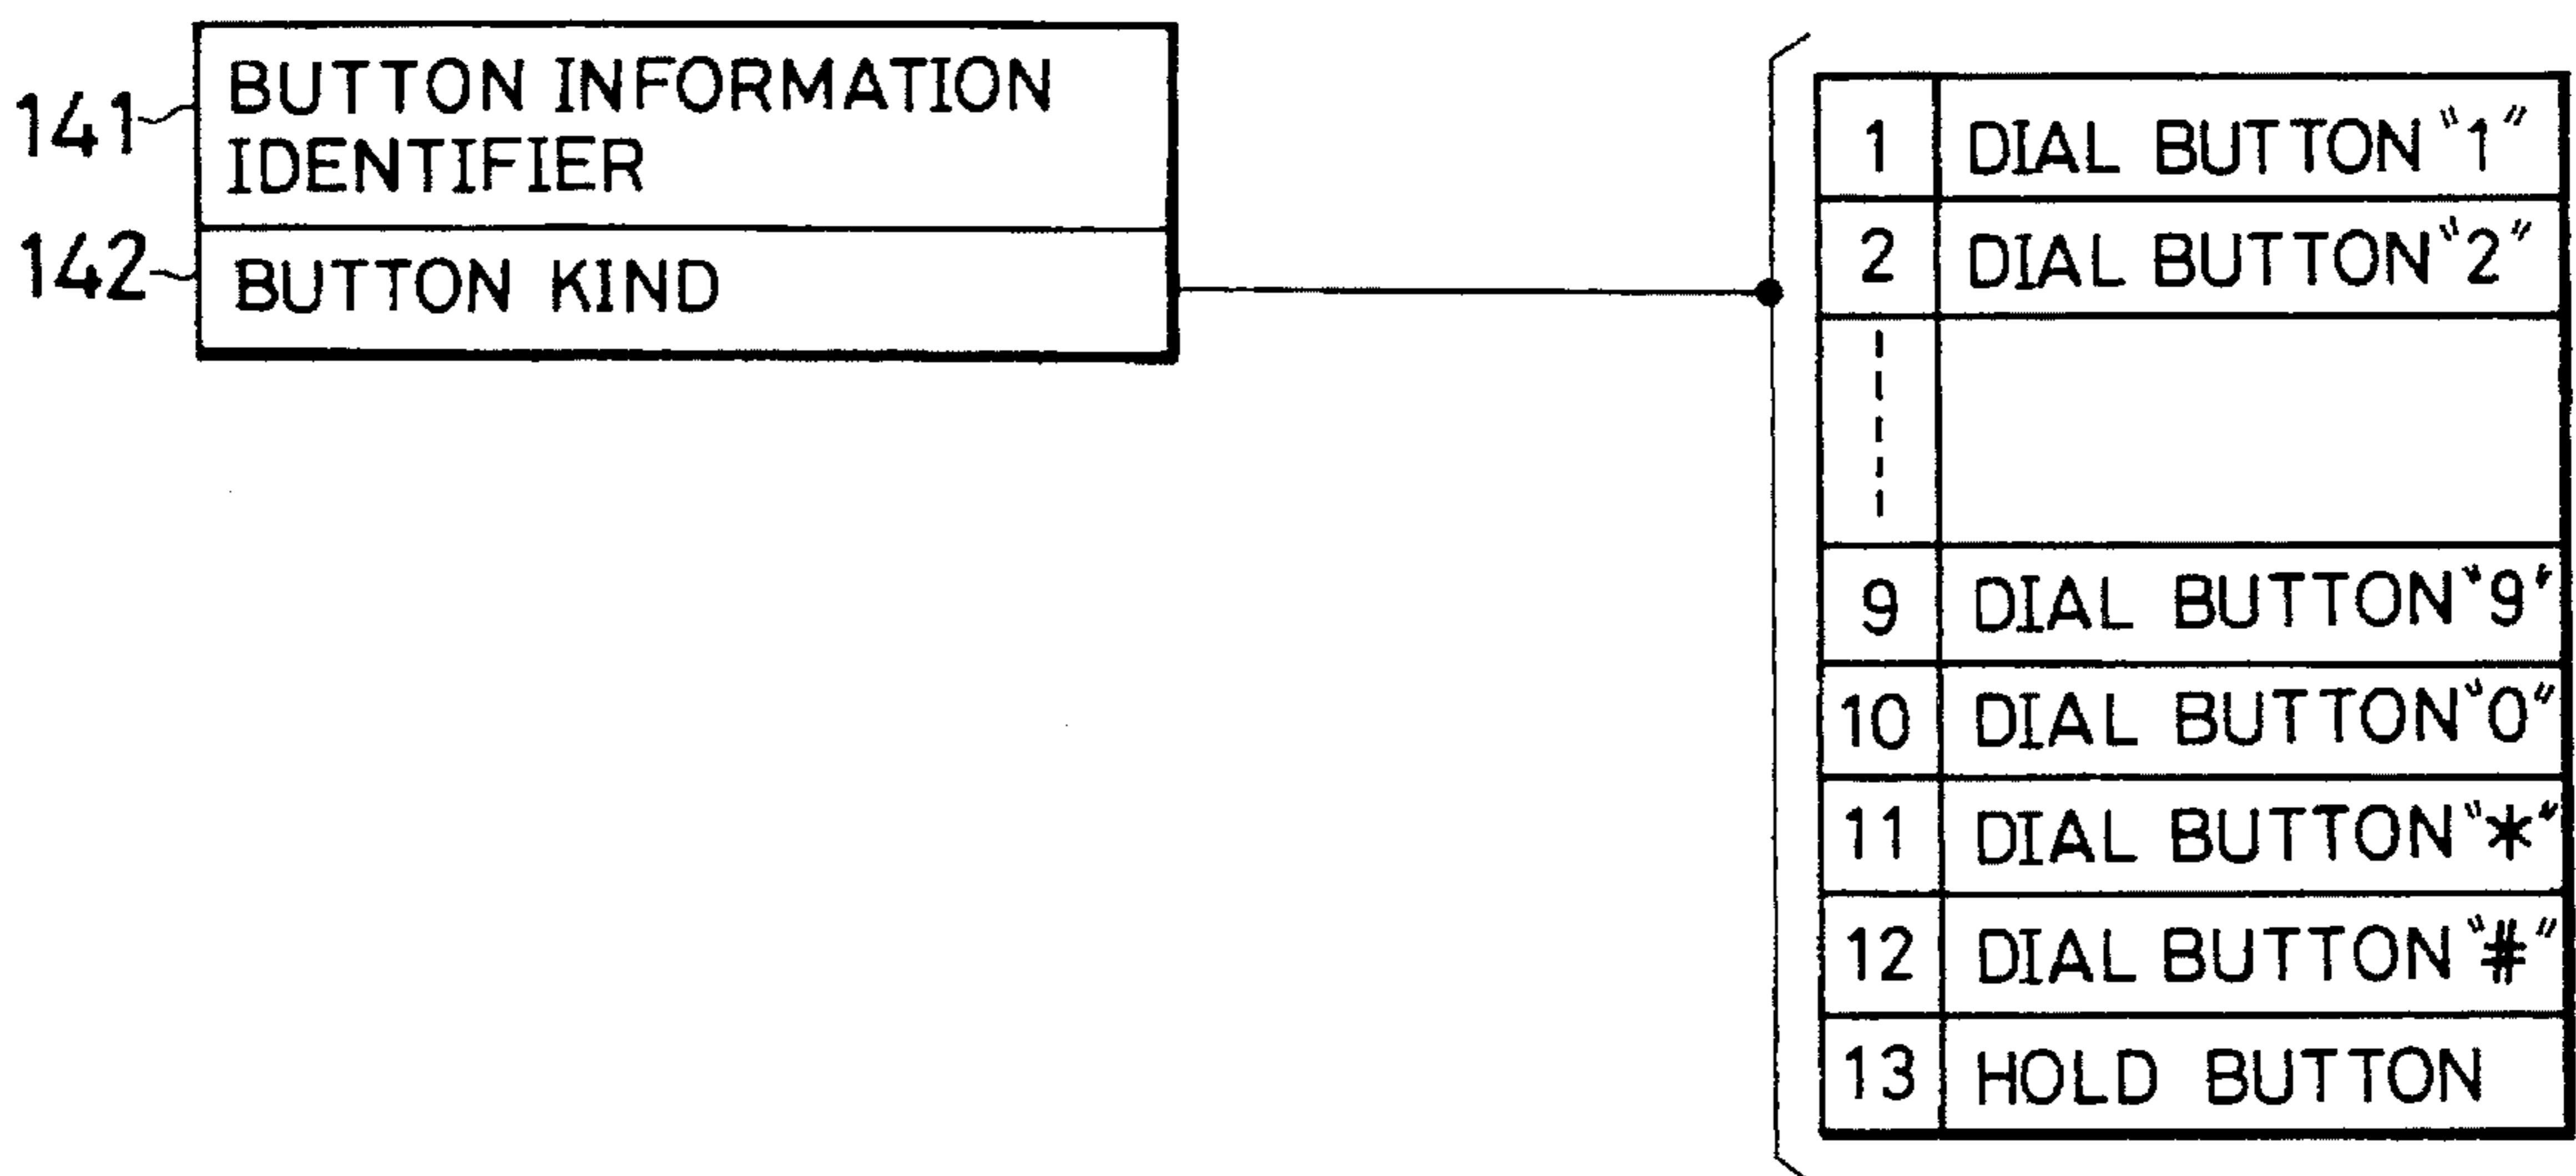 141
BUTTON INFORMATION
IDENTIFIER
142
BUTTON KIND
1 DIAL BUTTON "1"
2 DIAL BUTTON "2"
9 DIAL BUTTON "9"
10 DIAL BUTTON "0"
11 DIAL BUTTON "*"
12 DIAL BUTTON "#"
13 HOLD BUTTON